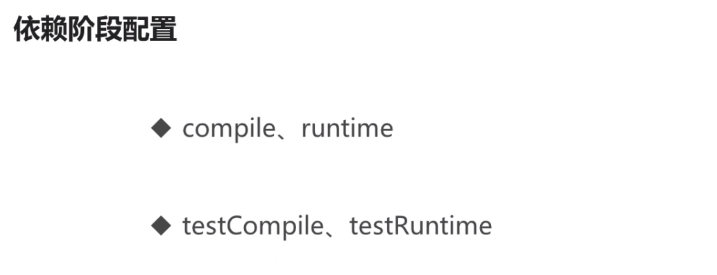 依赖阶段配置
◆ compile、runtime
◆ testCompile、testRuntime